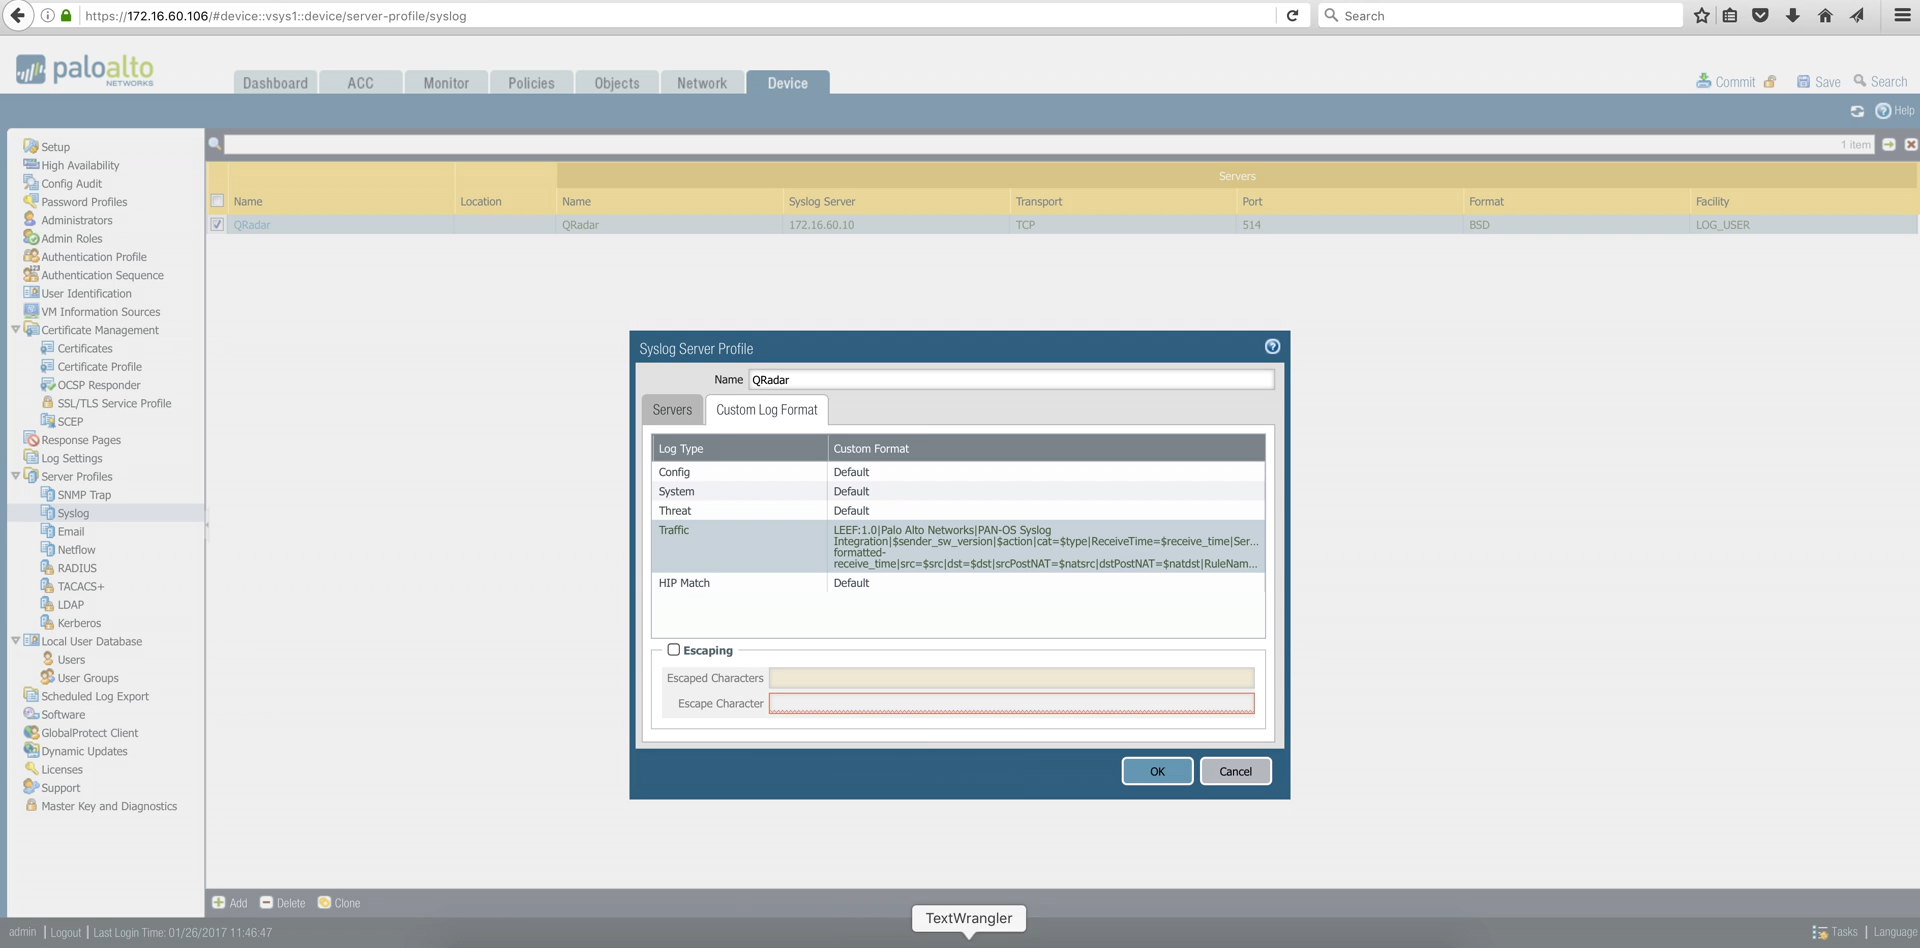 https://172.16.60.106/#device::vsys1::device/server-profile/syslog
Search
paloalto
NETWORKS
Dashboard
ACC
Monitor
Policies
Objects
Network
Device
Commit
Save
Search
Help
Setup
High Availability
Config Audit
Password Profiles
Administrators
Admin Roles
Authentication Profile
Authentication Sequence
User Identification
VM Information Sources
Certificate Management
Certificates
Certificate Profile
OCSP Responder
SSL/TLS Service Profile
SCEP
Response Pages
Log Settings
Server Profiles
SNMP Trap
Syslog
Email
Netflow
RADIUS
TACACS+
LDAP
Kerberos
Local User Database
Users
User Groups
Scheduled Log Export
Software
GlobalProtect Client
Dynamic Updates
Licenses
Support
Master Key and Diagnostics
1 item
Servers
Name Location Name Syslog Server Transport Port Format Facility
QRadar QRadar 172.16.60.10 TCP 514 BSD LOG_USER
Syslog Server Profile
Name QRadar
Servers Custom Log Format
Log Type Custom Format
Config Default
System Default
Threat Default
Traffic LEEF:1.0|Palo Alto Networks|PAN-OS Syslog
Integration|$sender_sw_version|$action|cat=$type|ReceiveTime=$receive_time|Ser...
formatted-
receive_time|src=$src|dst=$dst|srcPostNAT=$natsrc|dstPostNAT=$natdst|RuleNam...
HIP Match Default
Escaping
Escaped Characters
Escape Character
OK Cancel
Add Delete Clone
TextWrangler
admin | Logout | Last Login Time: 01/26/2017 11:46:47
Tasks | Language